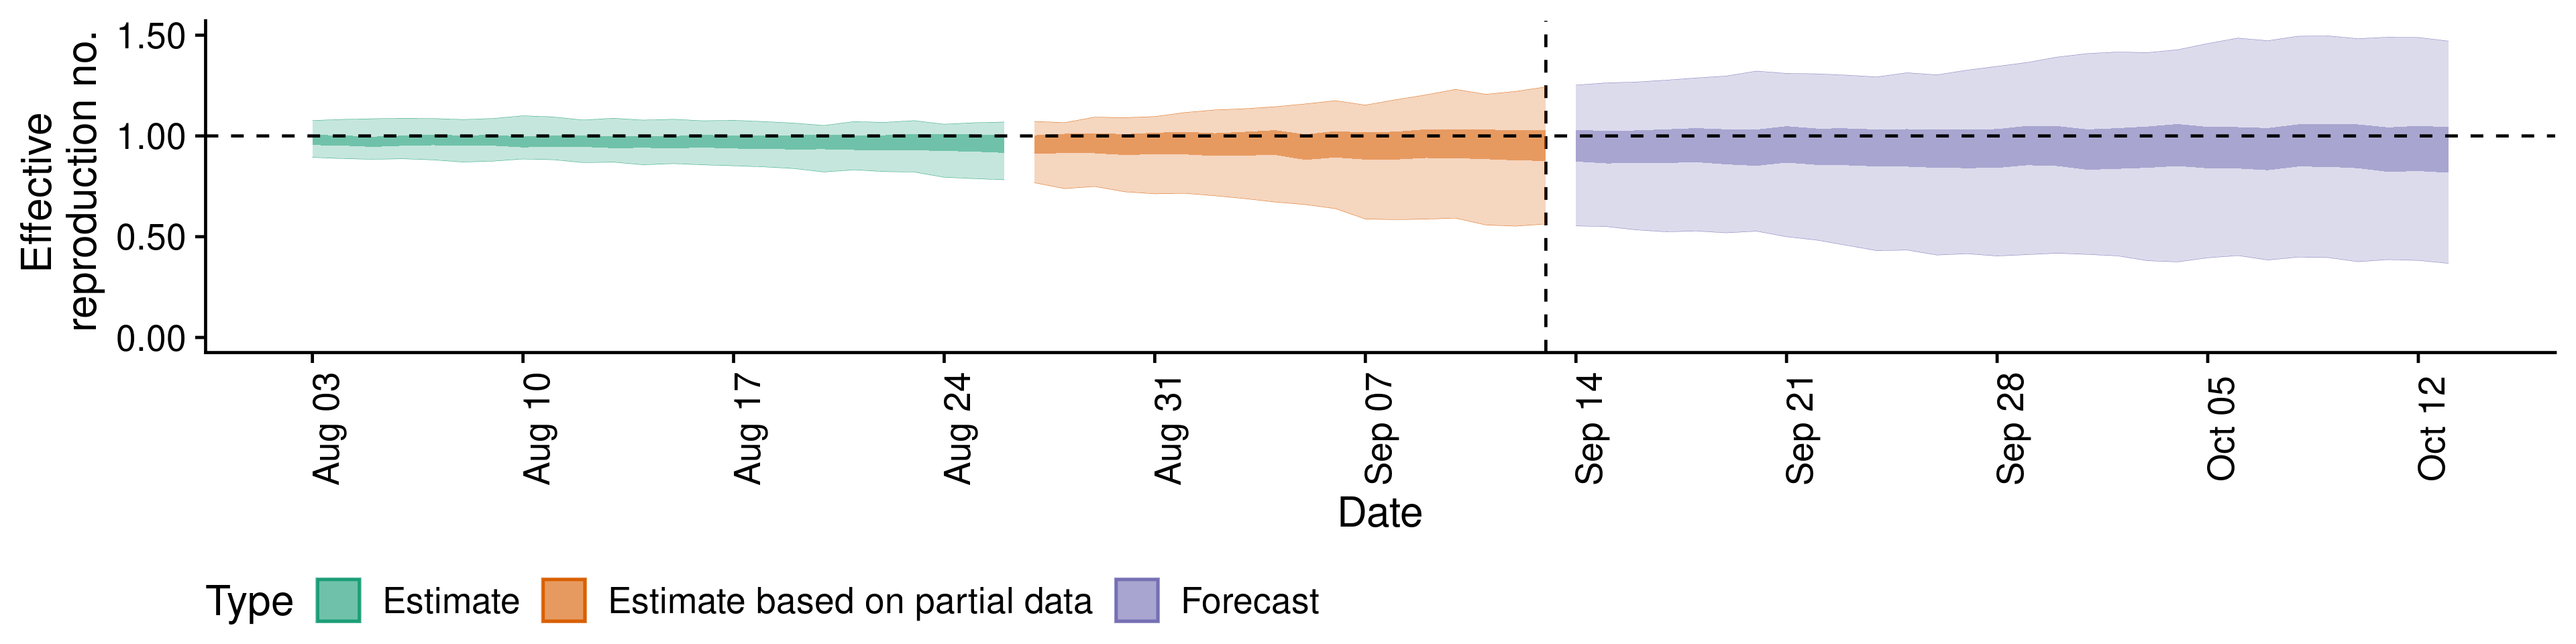 Effective
reproduction no.
1.50
1.00
0.50
0.00
Aug 03
Aug 10
Aug 17
Aug 24
Aug 31
Sep 07
Sep 14
Sep 21
Sep 28
Oct 05
Oct 12
Date
Type Estimate Estimate based on partial data Forecast